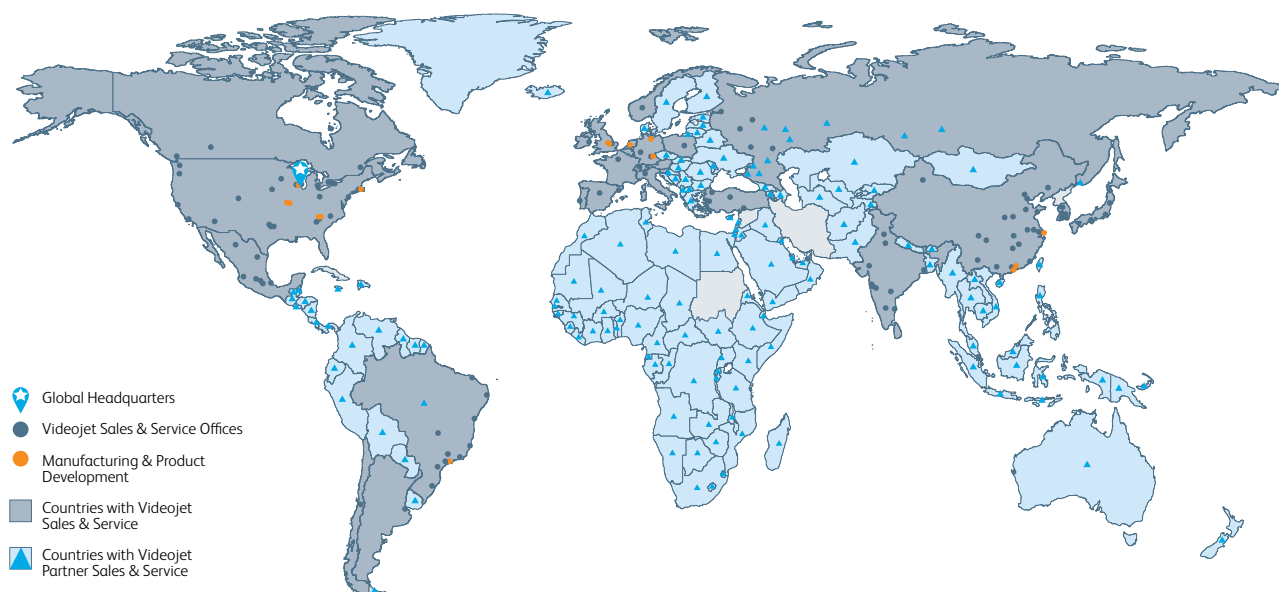 Global Headquarters
Videojet Sales & Service Offices
Manufacturing & Product
Development
Countries with Videojet
Sales & Service
Countries with Videojet
Partner Sales & Service